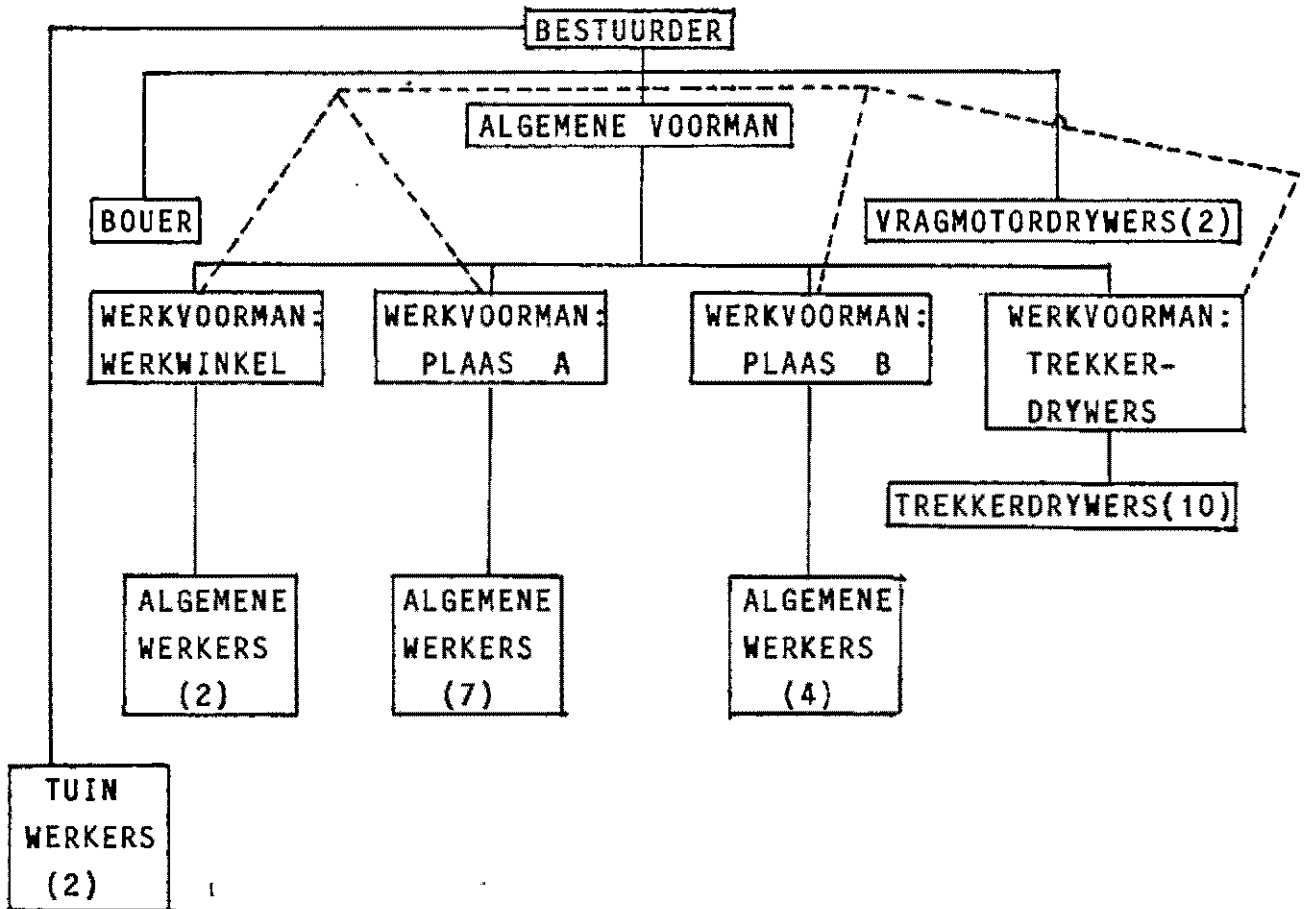 BESTUURDER
ALGEMENE VOORMAN
BOUER
VRAGMOTORDRYWERS(2)
WERKVOORMAN:
WERKWINKEL
WERKVOORMAN:
PLAAS A
WERKVOORMAN:
PLAAS B
WERKVOORMAN:
TREKKER-
DRYWERS
TREKKERDRYWERS(10)
ALGEMENE
WERKERS
(2)
ALGEMENE
WERKERS
(7)
ALGEMENE
WERKERS
(4)
TUIN
WERKERS
(2)